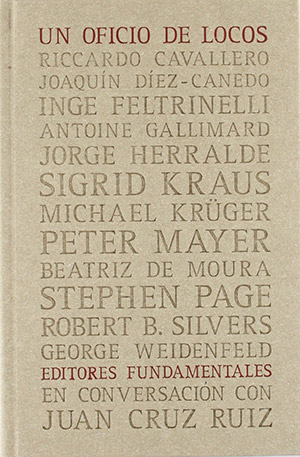 UN OFICIO DE LOCOS
RICCARDO CAVALLERO
JOAQUÍN DÍEZ-CANEDO
INGE FELTRINELLI
ANTOINE GALLIMARD
JORGE HERRALDE
SIGRID KRAUS
MICHAEL KRÜGER
PETER MAYER
BEATRIZ DE MOURA
STEPHEN PAGE
ROBERT B. SILVERS
GEORGE WEIDENFELD
EDITORES FUNDAMENTALES
EN CONVERSACIÓN CON
JUAN CRUZ RUIZ